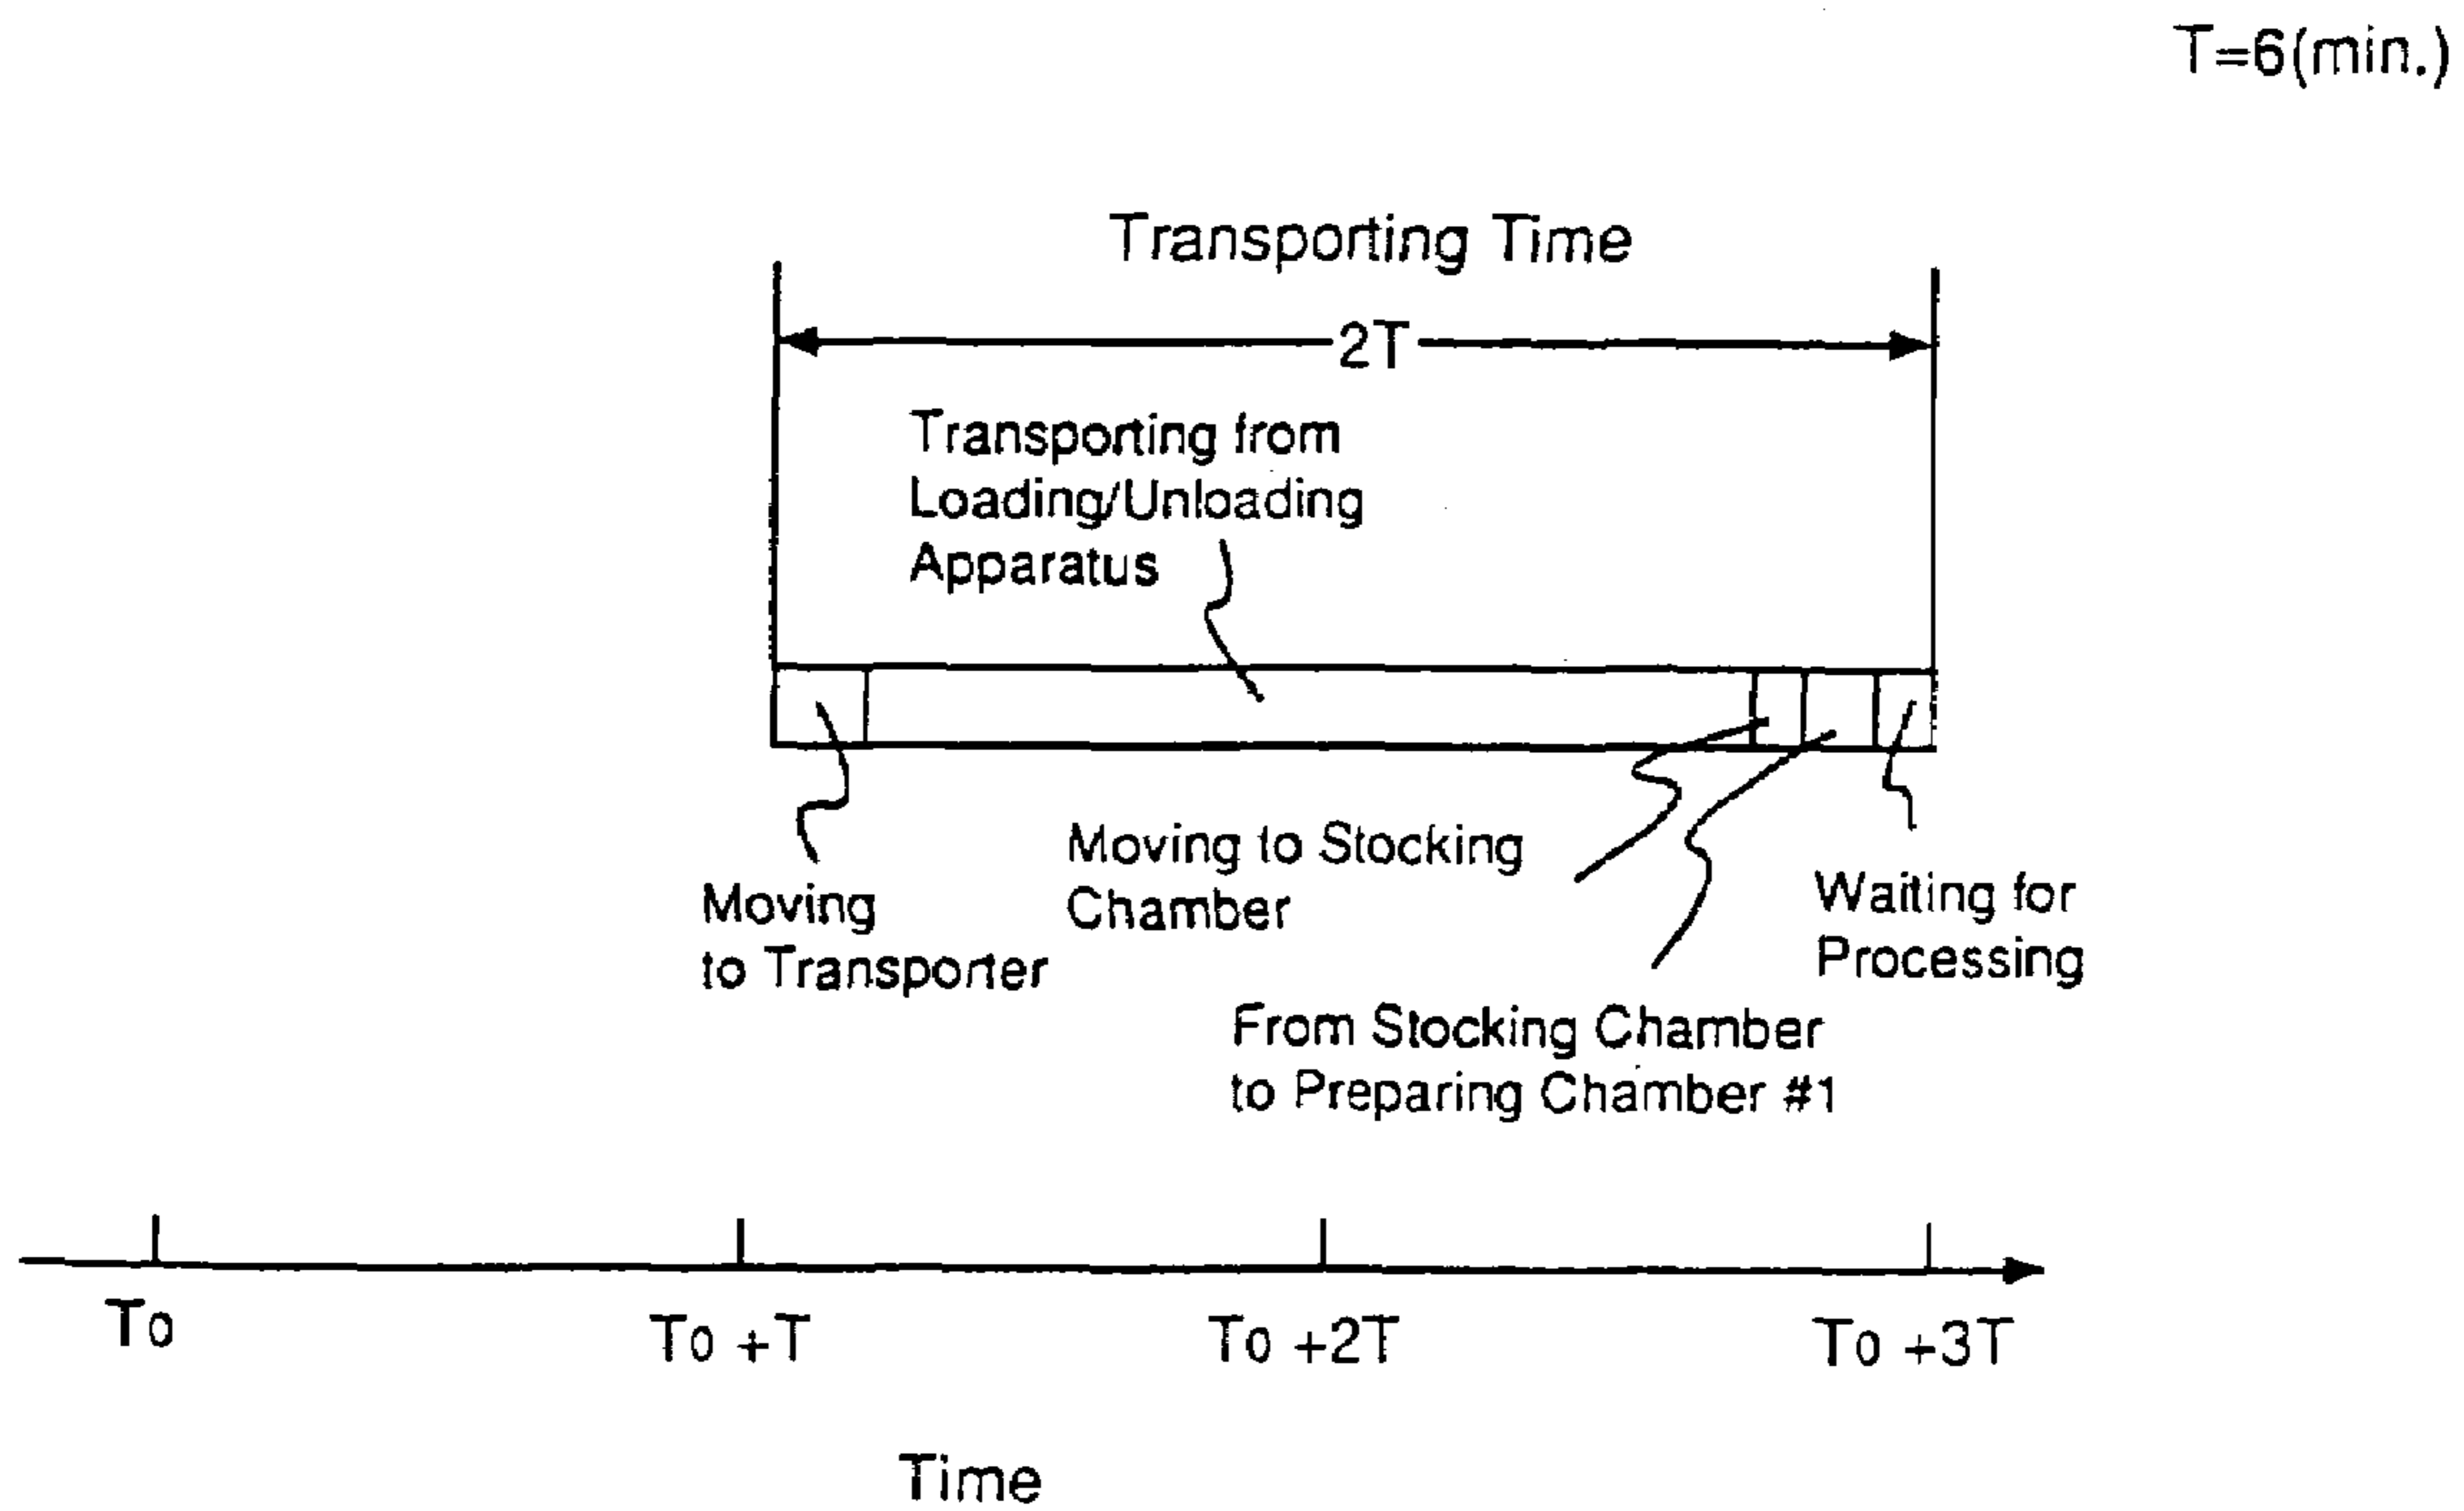 T=6(min.)
Transporting Time
2T
Transporting from
Loading/Unloading
Apparatus
Moving to Stocking
Chamber
Moving
to Transporter
Waiting for
Processing
From Stocking Chamber
to Preparing Chamber #1
To
To +T
To +2T
To +3T
Time